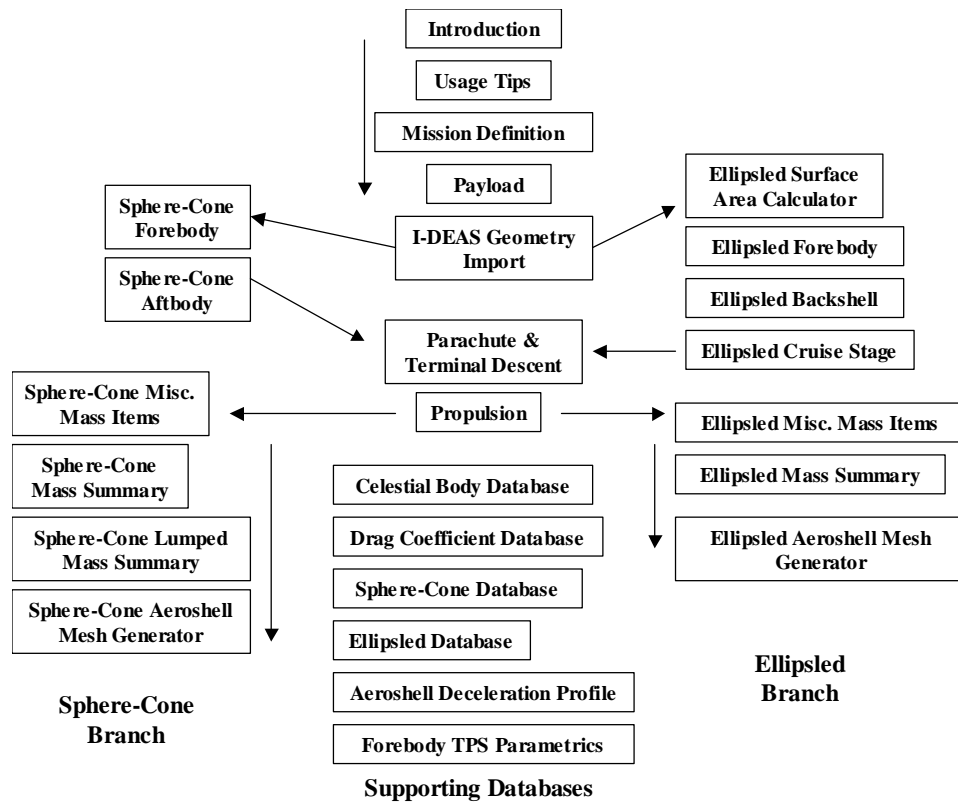 Introduction
Usage Tips
Mission Definition
Payload
I-DEAS Geometry
Import
Sphere-Cone
Forebody
Sphere-Cone
Aftbody
Ellipsled Surface
Area Calculator
Ellipsled Forebody
Ellipsled Backshell
Ellipsled Cruise Stage
Parachute &
Terminal Descent
Propulsion
Sphere-Cone Misc.
Mass Items
Sphere-Cone
Mass Summary
Sphere-Cone Lumped
Mass Summary
Sphere-Cone Aeroshell
Mesh Generator
Sphere-Cone
Branch
Celestial Body Database
Drag Coefficient Database
Sphere-Cone Database
Ellipsled Database
Aeroshell Deceleration Profile
Forebody TPS Parametrics
Supporting Databases
Ellipsled Misc. Mass Items
Ellipsled Mass Summary
Ellipsled Aeroshell Mesh
Generator
Ellipsled
Branch